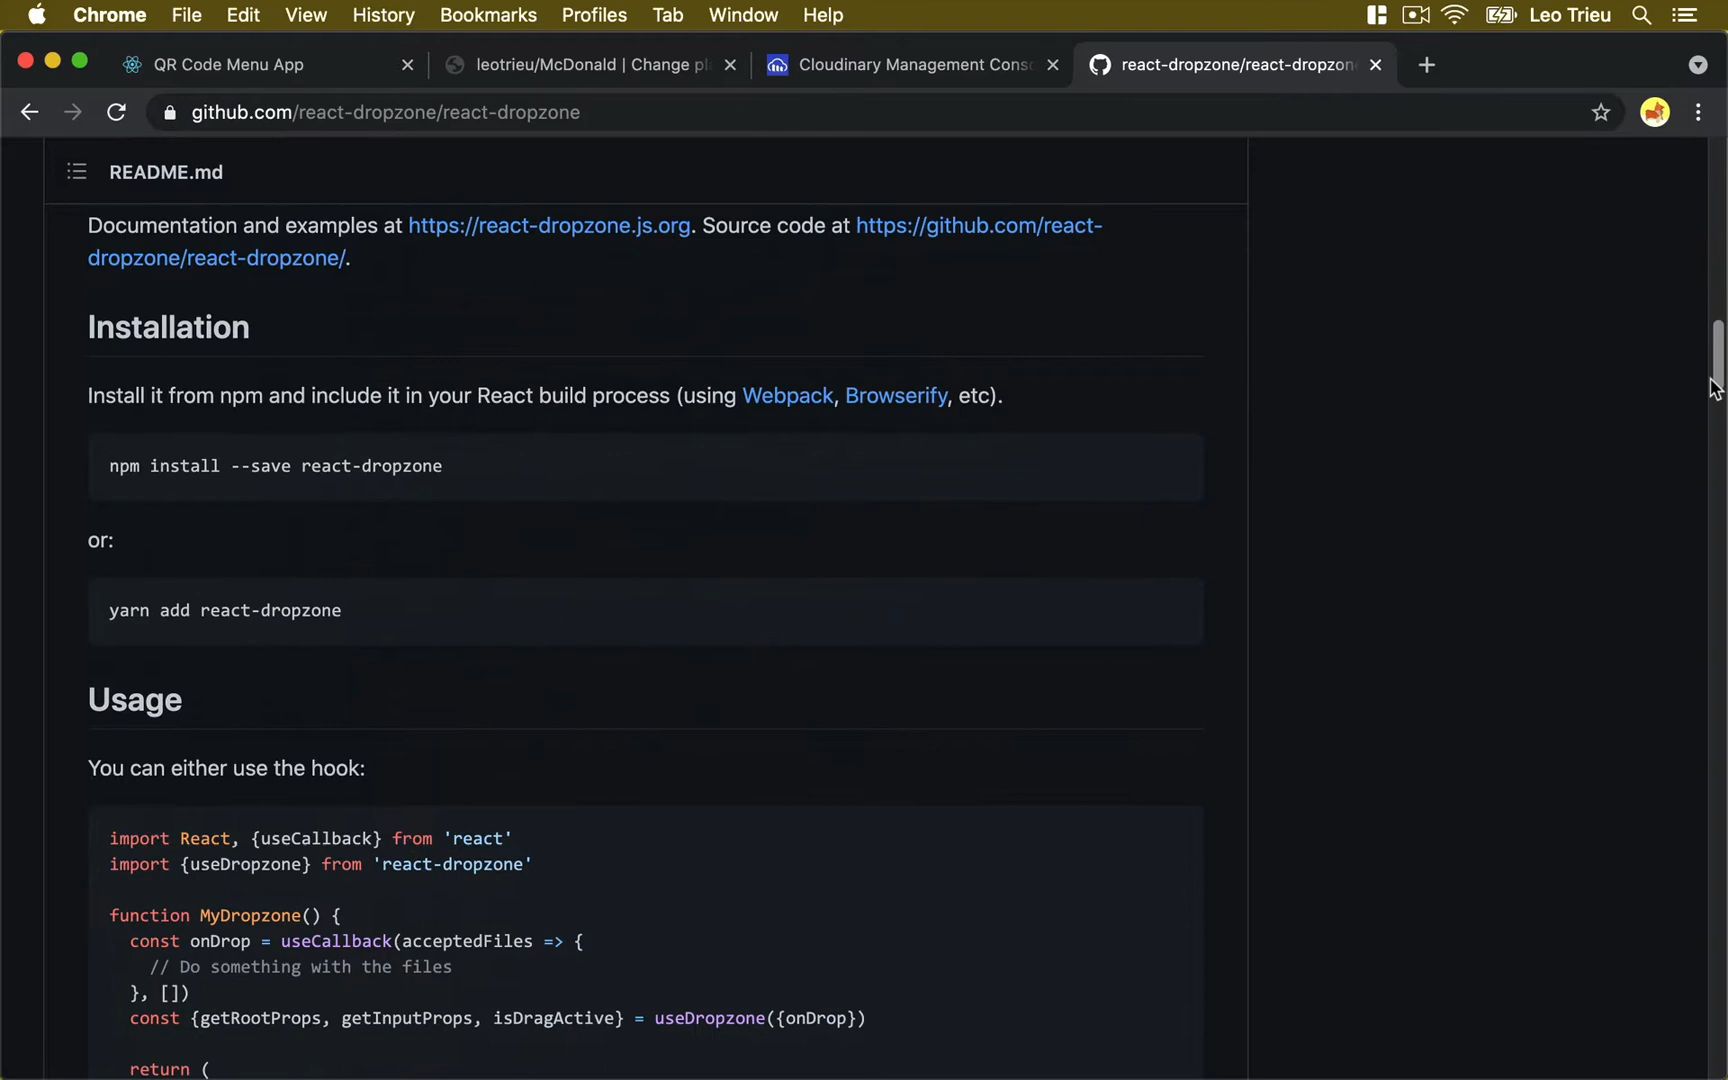 Chrome File Edit View History Bookmarks Profiles Tab Window Help Leo Trieu
QR Code Menu App leotrieu/McDonald | Change pl Cloudinary Management Conso react-dropzone/react-dropzon
github.com/react-dropzone/react-dropzone
README.md
Documentation and examples at https://react-dropzone.js.org. Source code at https://github.com/react-
dropzone/react-dropzone/.
Installation
Install it from npm and include it in your React build process (using Webpack, Browserify, etc).
npm install --save react-dropzone
or:
yarn add react-dropzone
Usage
You can either use the hook:
import React, {useCallback} from 'react'
import {useDropzone} from 'react-dropzone'
function MyDropzone() {
const onDrop = useCallback(acceptedFiles => {
// Do something with the files
}, [])
const {getRootProps, getInputProps, isDragActive} = useDropzone({onDrop})
return (